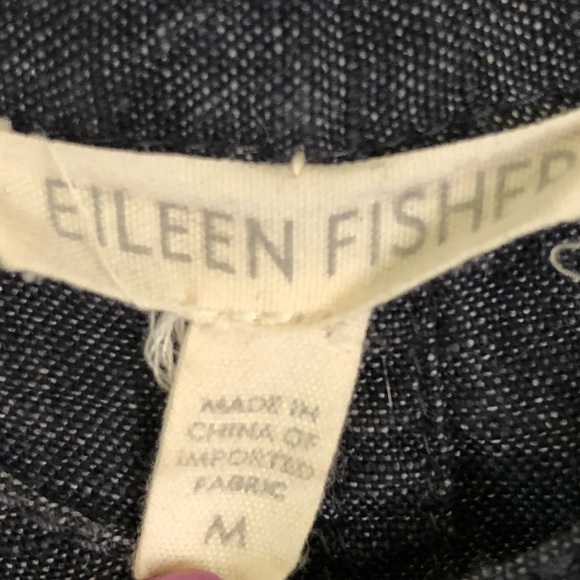 EILEEN FISHER
MADE IN
CHINA OF
IMPORTED
FABRIC
M